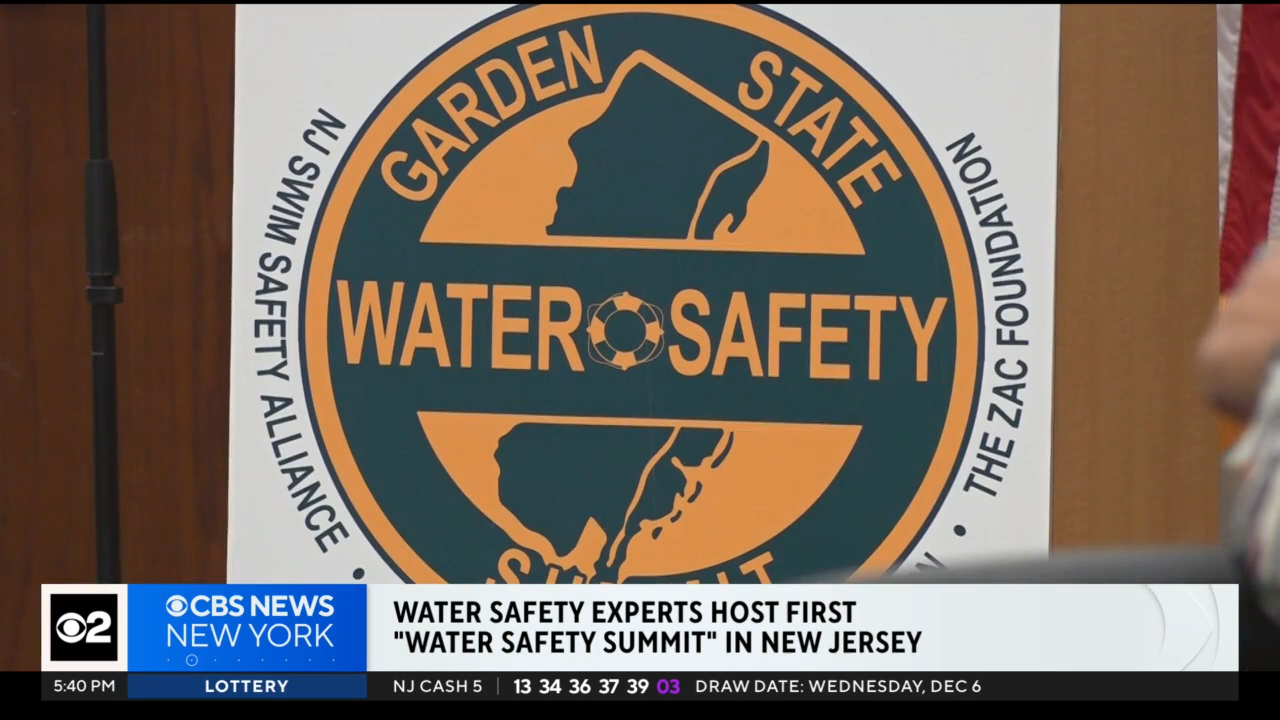 GARDEN STATE
WATER SAFETY
SUMMIT
NJ SWIM SAFETY ALLIANCE
THE ZAC FOUNDATION
2
CBS NEWS
NEW YORK
WATER SAFETY EXPERTS HOST FIRST
"WATER SAFETY SUMMIT" IN NEW JERSEY
5:40 PM LOTTERY NJ CASH 5 13 34 36 37 39 03 DRAW DATE: WEDNESDAY, DEC 6